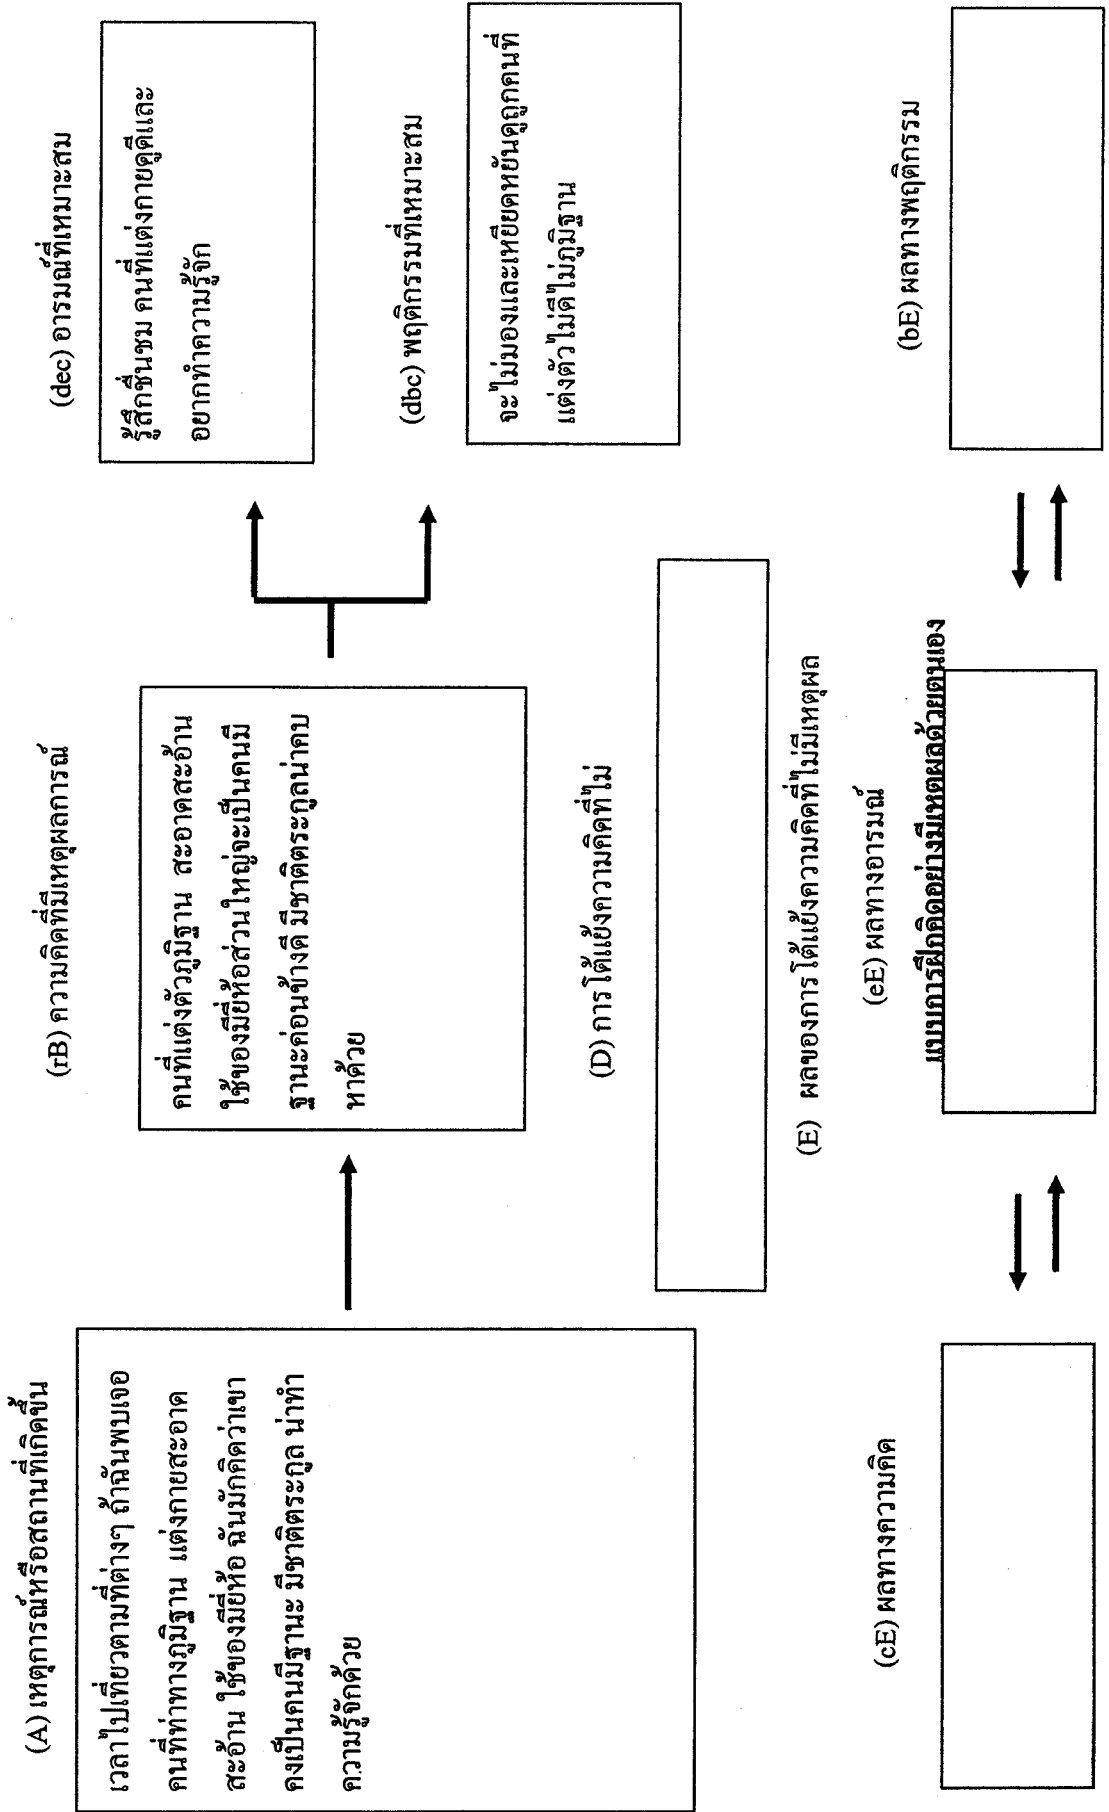 (A) เหตุการณ์หรือสถานที่เกิดขึ้น
เวลาไปเที่ยวตามที่ต่างๆ ถ้าฉันพบเจอ
คนที่ท่าทางภูมิฐาน แต่งกายสะอาด
สะอ้าน ใช้ของมียี่ห้อ ฉันมักคิดว่าเขา
คงเป็นคนมีฐานะ มีชาติตระกูล น่าทำ
ความรู้จักด้วย
(rB) ความคิดที่มีเหตุผลการณ์
คนที่แต่งตัวภูมิฐาน สะอาดสะอ้าน
ใช้ของมียี่ห้อส่วนใหญ่จะเป็นคนมี
ฐานะค่อนข้างดี มีชาติตระกูลน่าคบ
หาด้วย
(dec) อารมณ์ที่เหมาะสม
รู้สึกชื่นชม คนที่แต่งกายดูดีและ
อยากทำความรู้จัก
(dbc) พฤติกรรมที่เหมาะสม
จะไม่มองและเหยียดหยันดูถูกคนที่
แต่งตัวไม่ดีไม่ภูมิฐาน
(D) การโต้แย้งความคิดที่ไม่
(E) ผลของการโต้แย้งความคิดที่ไม่มีเหตุผล
(cE) ผลทางความคิด
(eE) ผลทางอารมณ์
แบบการฝึกคิดอย่างมีเหตุผลด้วยตนเอง
(bE) ผลทางพฤติกรรม